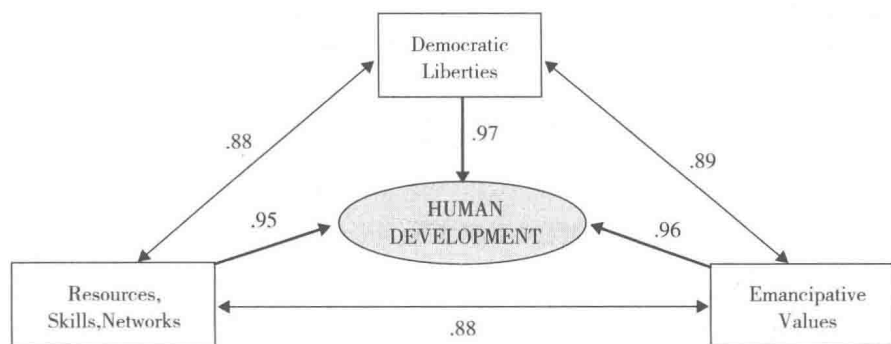 Democratic
Liberties
.88
.97
.89
HUMAN
DEVELOPMENT
.95
.96
Resources,
Skills,Networks
.88
Emancipative
Values